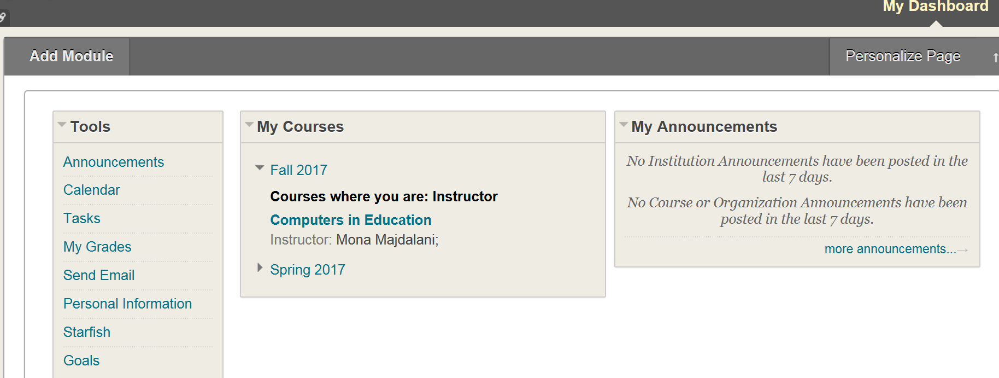 My Dashboard
Add Module
Personalize Page
Tools
Announcements
Calendar
Tasks
My Grades
Send Email
Personal Information
Starfish
Goals
My Courses
Fall 2017
Courses where you are: Instructor
Computers in Education
Instructor: Mona Majdalani;
Spring 2017
My Announcements
No Institution Announcements have been posted in the
last 7 days.
No Course or Organization Announcements have been
posted in the last 7 days.
more announcements...→